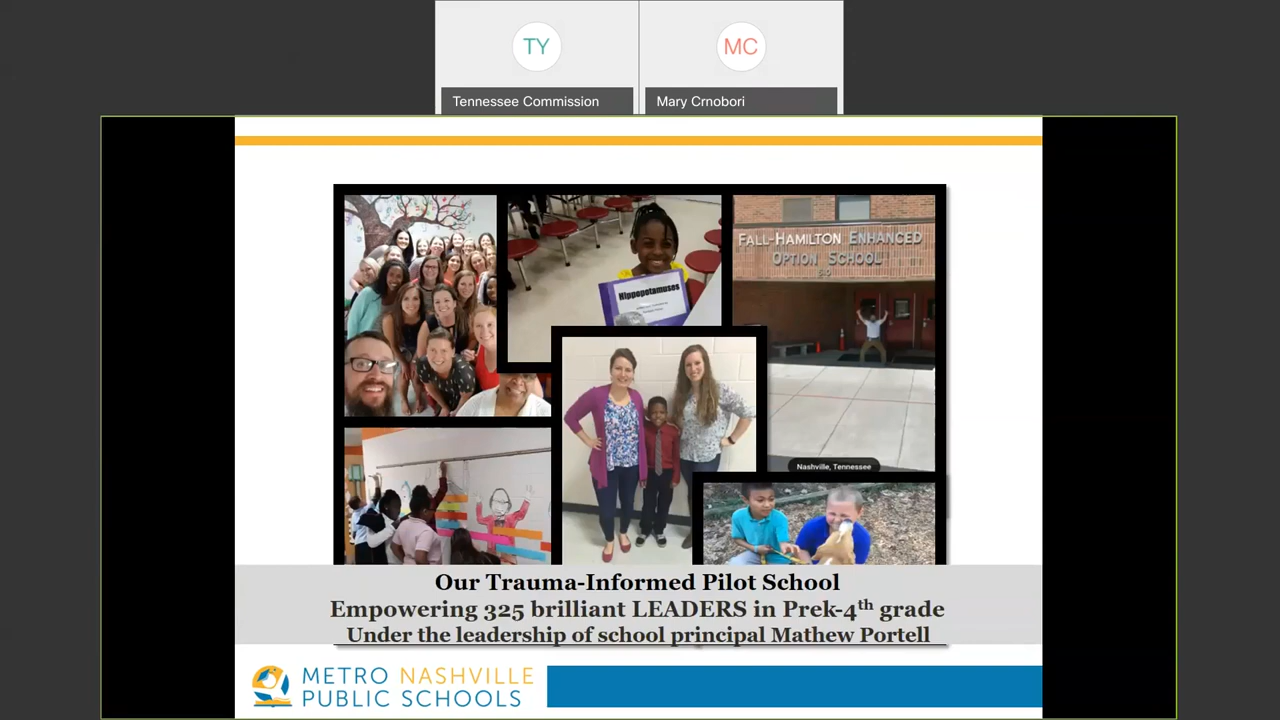 TY
MC
Tennessee Commission
Mary Crnobori
FALL-HAMILTON ENHANCED
OPTION SCHOOL
Hippopotamuses
Nashville, Tennessee
Our Trauma-Informed Pilot School
Empowering 325 brilliant LEADERS in Prek-4th grade
Under the leadership of school principal Mathew Portell
METRO NASHVILLE
PUBLIC SCHOOLS